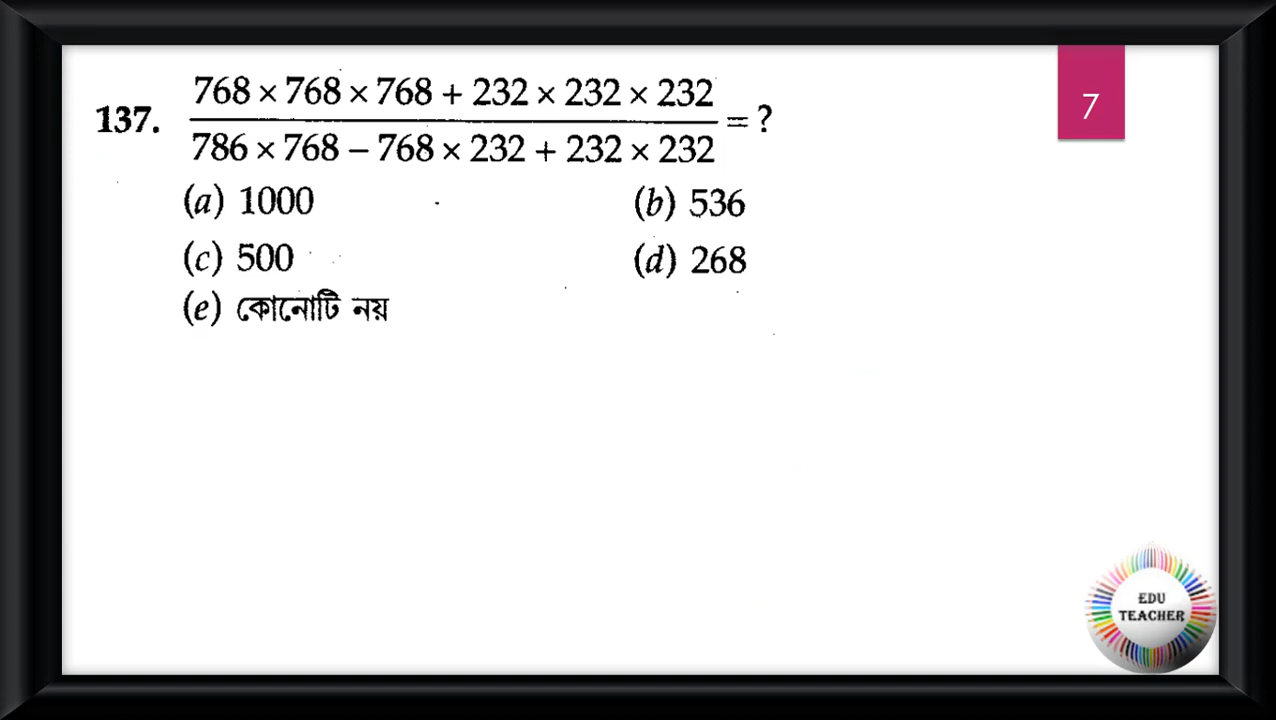 137. 768 × 768 × 768 + 232 × 232 × 232 / 786 × 768 – 768 × 232 + 232 × 232 = ?
7
(a) 1000 (b) 536
(c) 500 (d) 268
(e) কোনোটি নয়
EDU
TEACHER